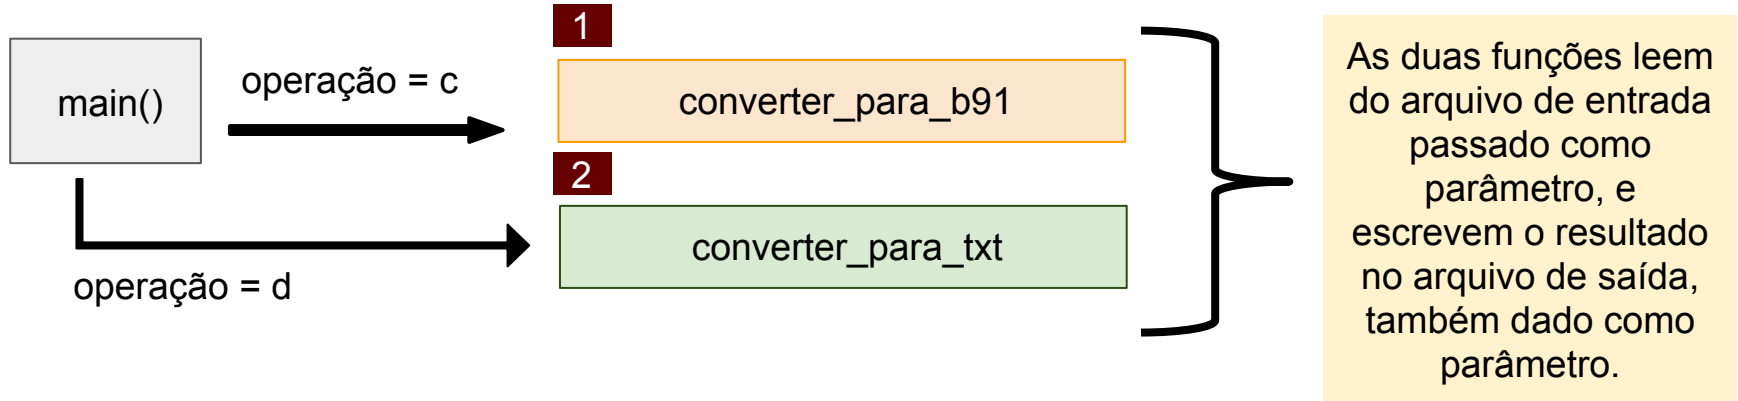 main()
operação = c
1
converter_para_b91
2
converter_para_txt
operação = d
As duas funções leem
do arquivo de entrada
passado como
parâmetro, e
escrevem o resultado
no arquivo de saída,
também dado como
parâmetro.